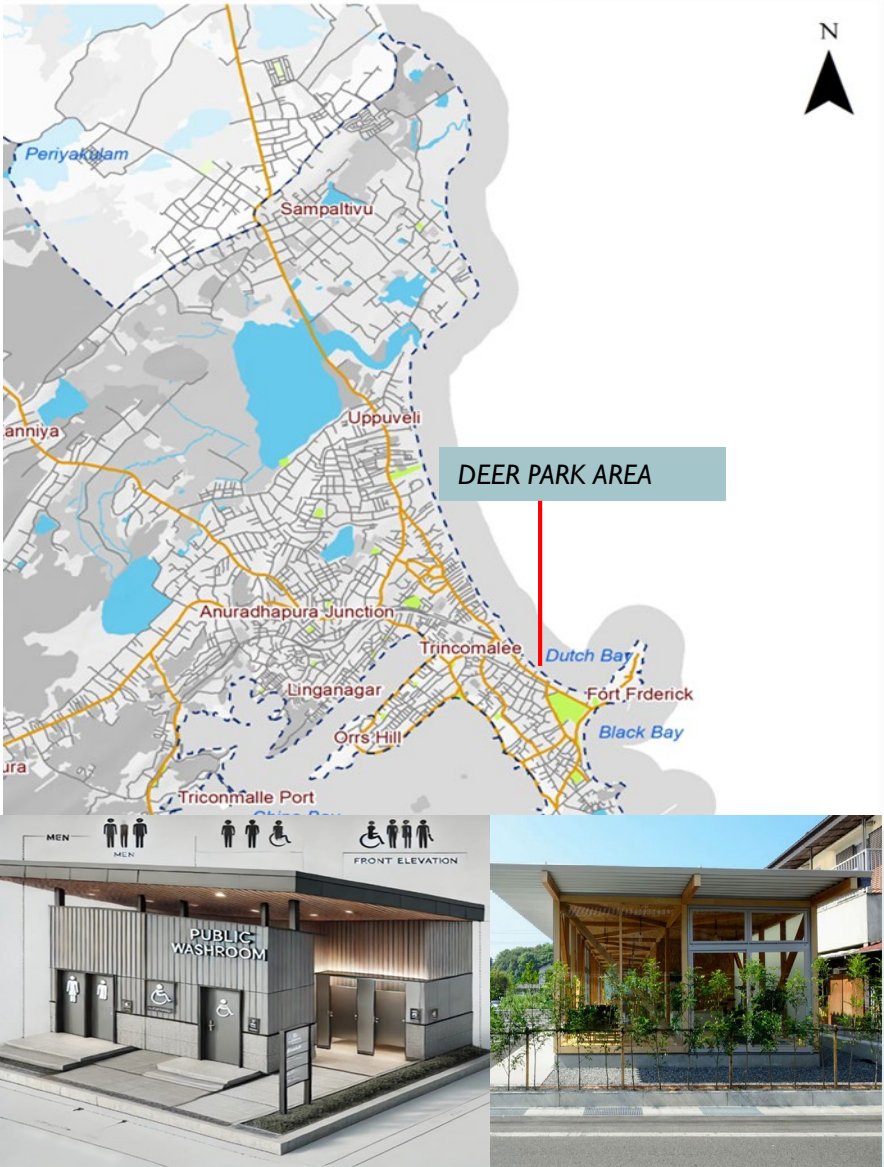 N
Periyakulam
Sampaltivu
Uppuveli
anniya
DEER PARK AREA
Anuradhapura Junction
Trincomalee
Dutch Bay
Linganagar
Fort Frderick
Orrs Hill
Black Bay
ura
Triconmalle Port
MEN
MEN
FRONT ELEVATION
PUBLIC
WASHROOM